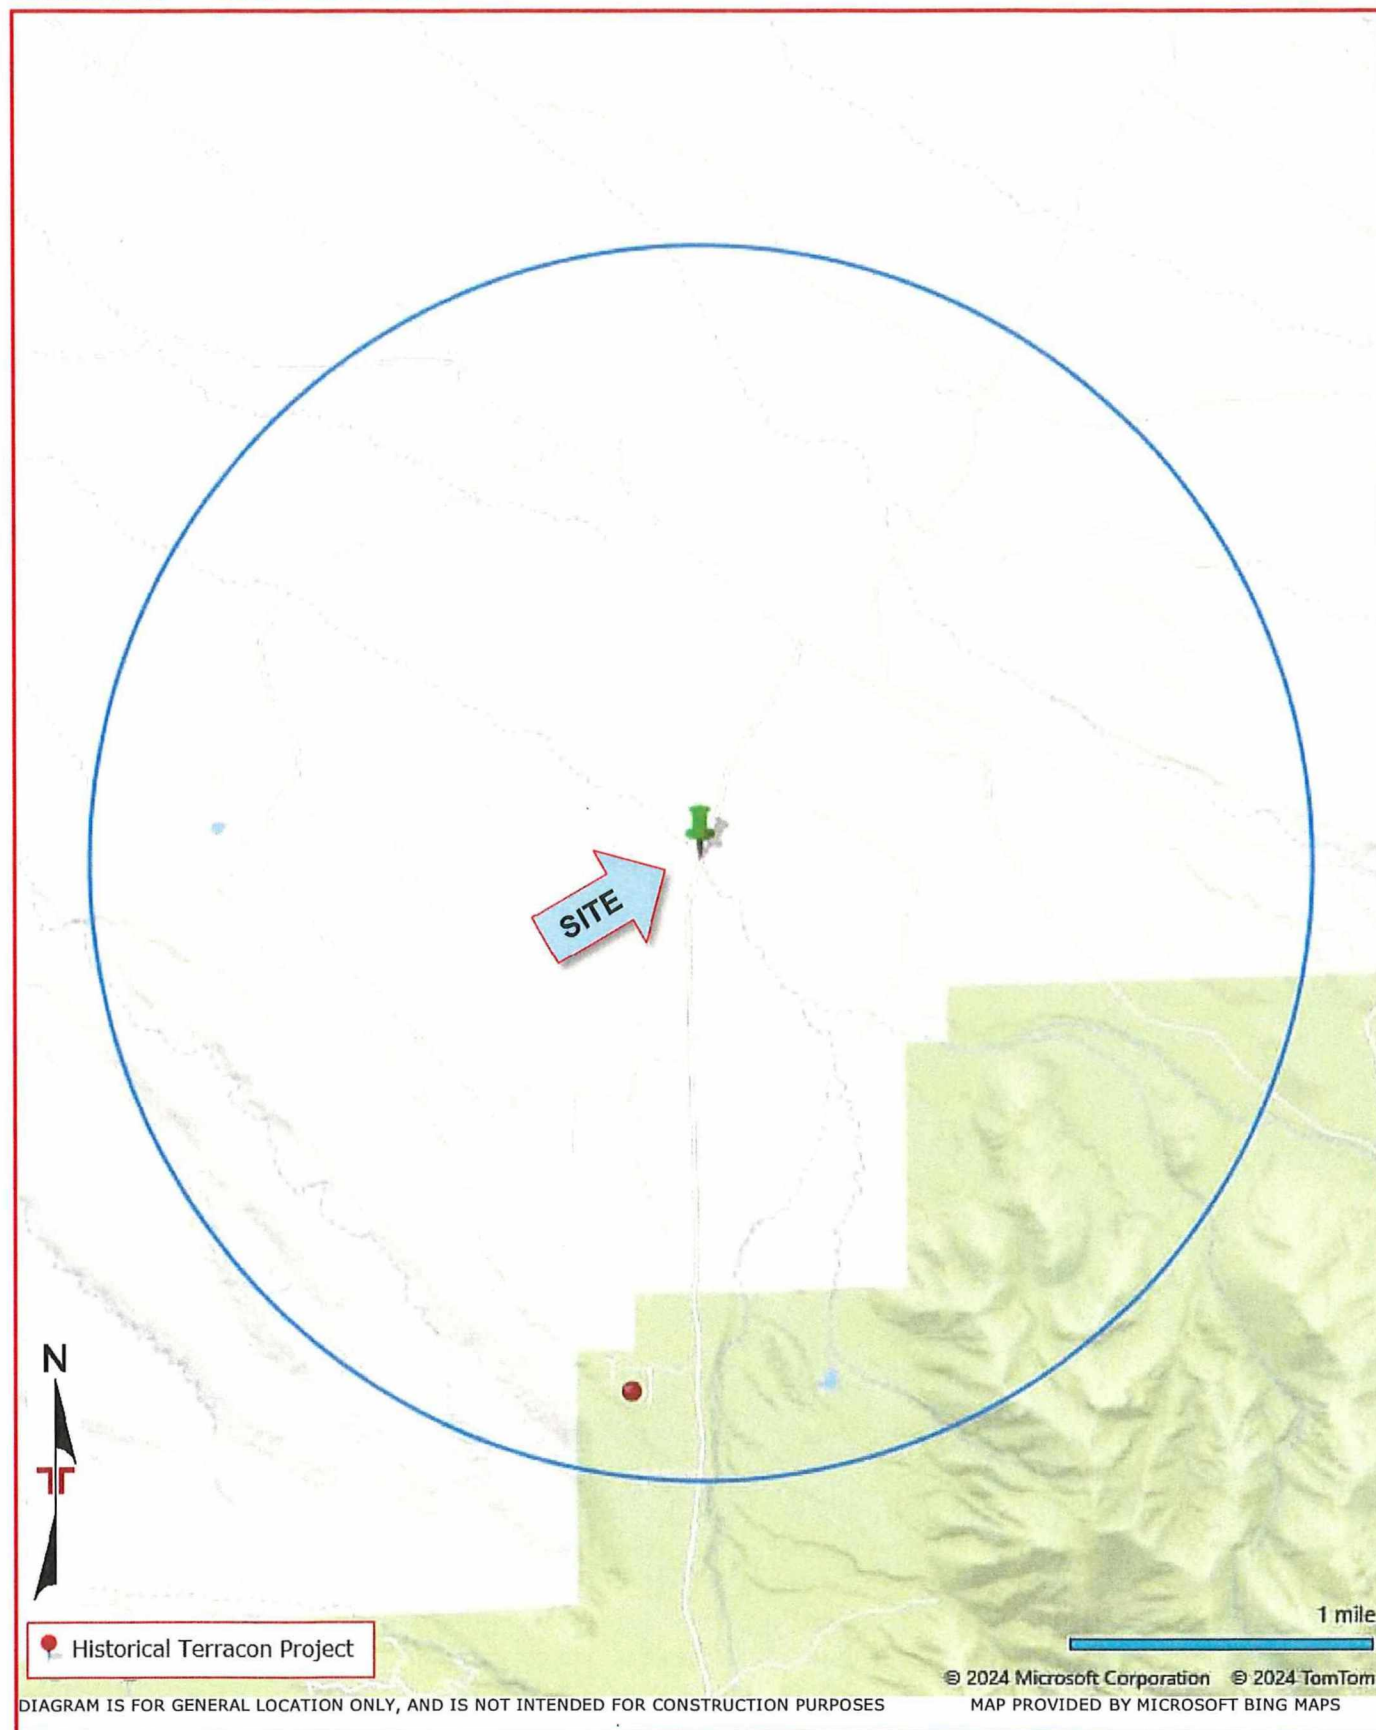 SITE
N
1 mile
Historical Terracon Project
© 2024 Microsoft Corporation © 2024 TomTom
DIAGRAM IS FOR GENERAL LOCATION ONLY, AND IS NOT INTENDED FOR CONSTRUCTION PURPOSES
MAP PROVIDED BY MICROSOFT BING MAPS